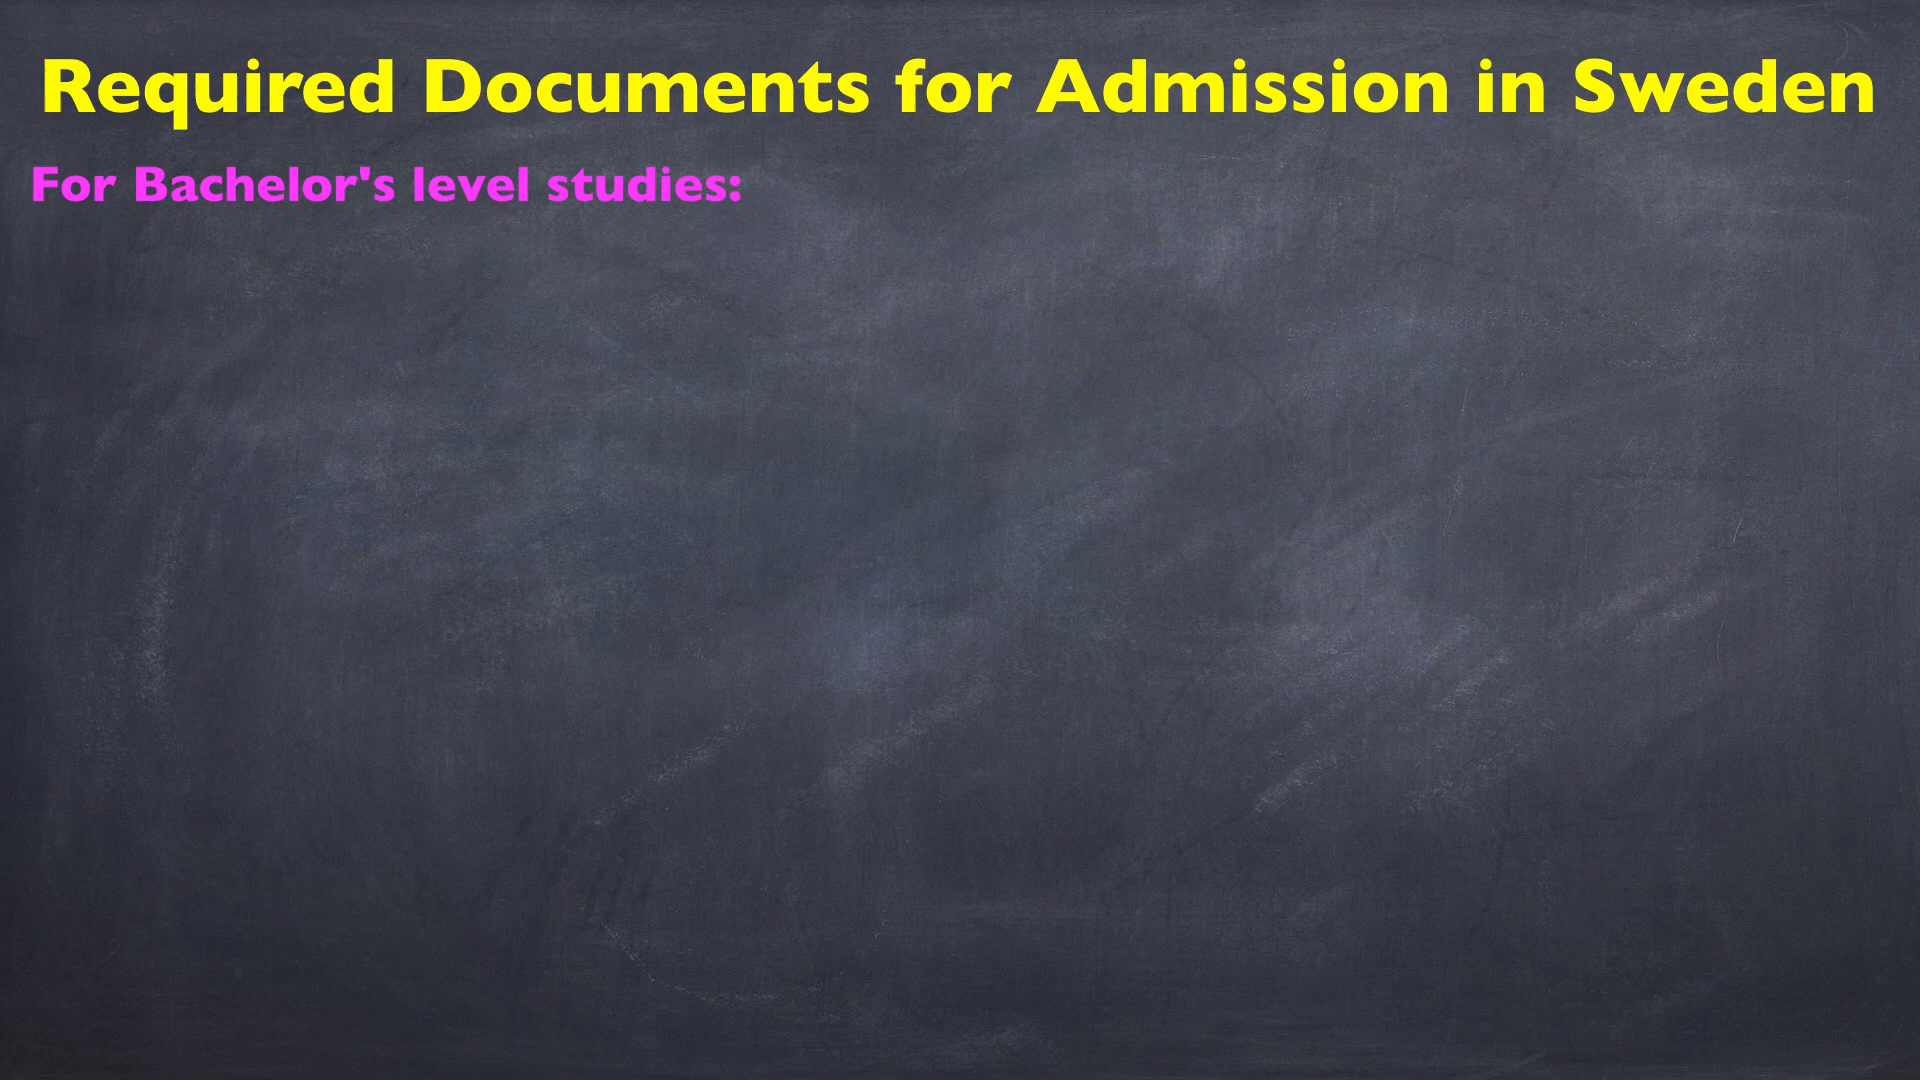 Required Documents for Admission in Sweden
For Bachelor's level studies: